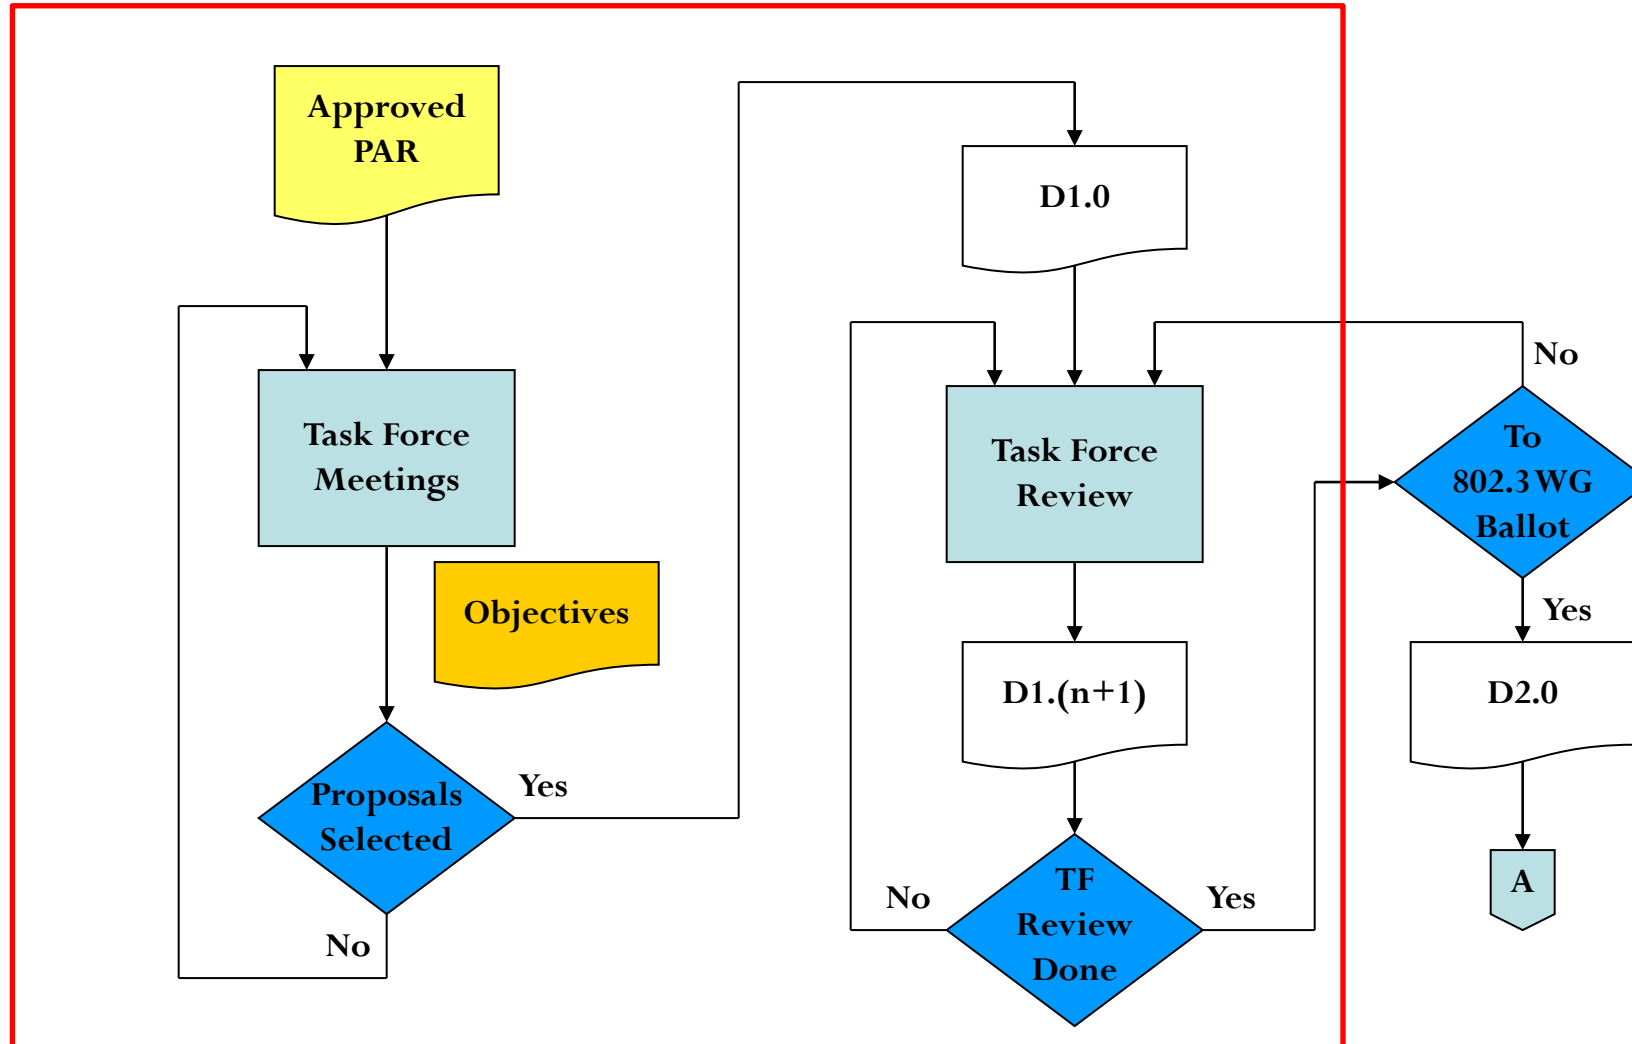 Approved
PAR
Task Force
Meetings
Objectives
Proposals
Selected
Yes
No
D1.0
Task Force
Review
D1.(n+1)
TF
Review
Done
No
Yes
To
802.3 WG
Ballot
No
Yes
D2.0
A